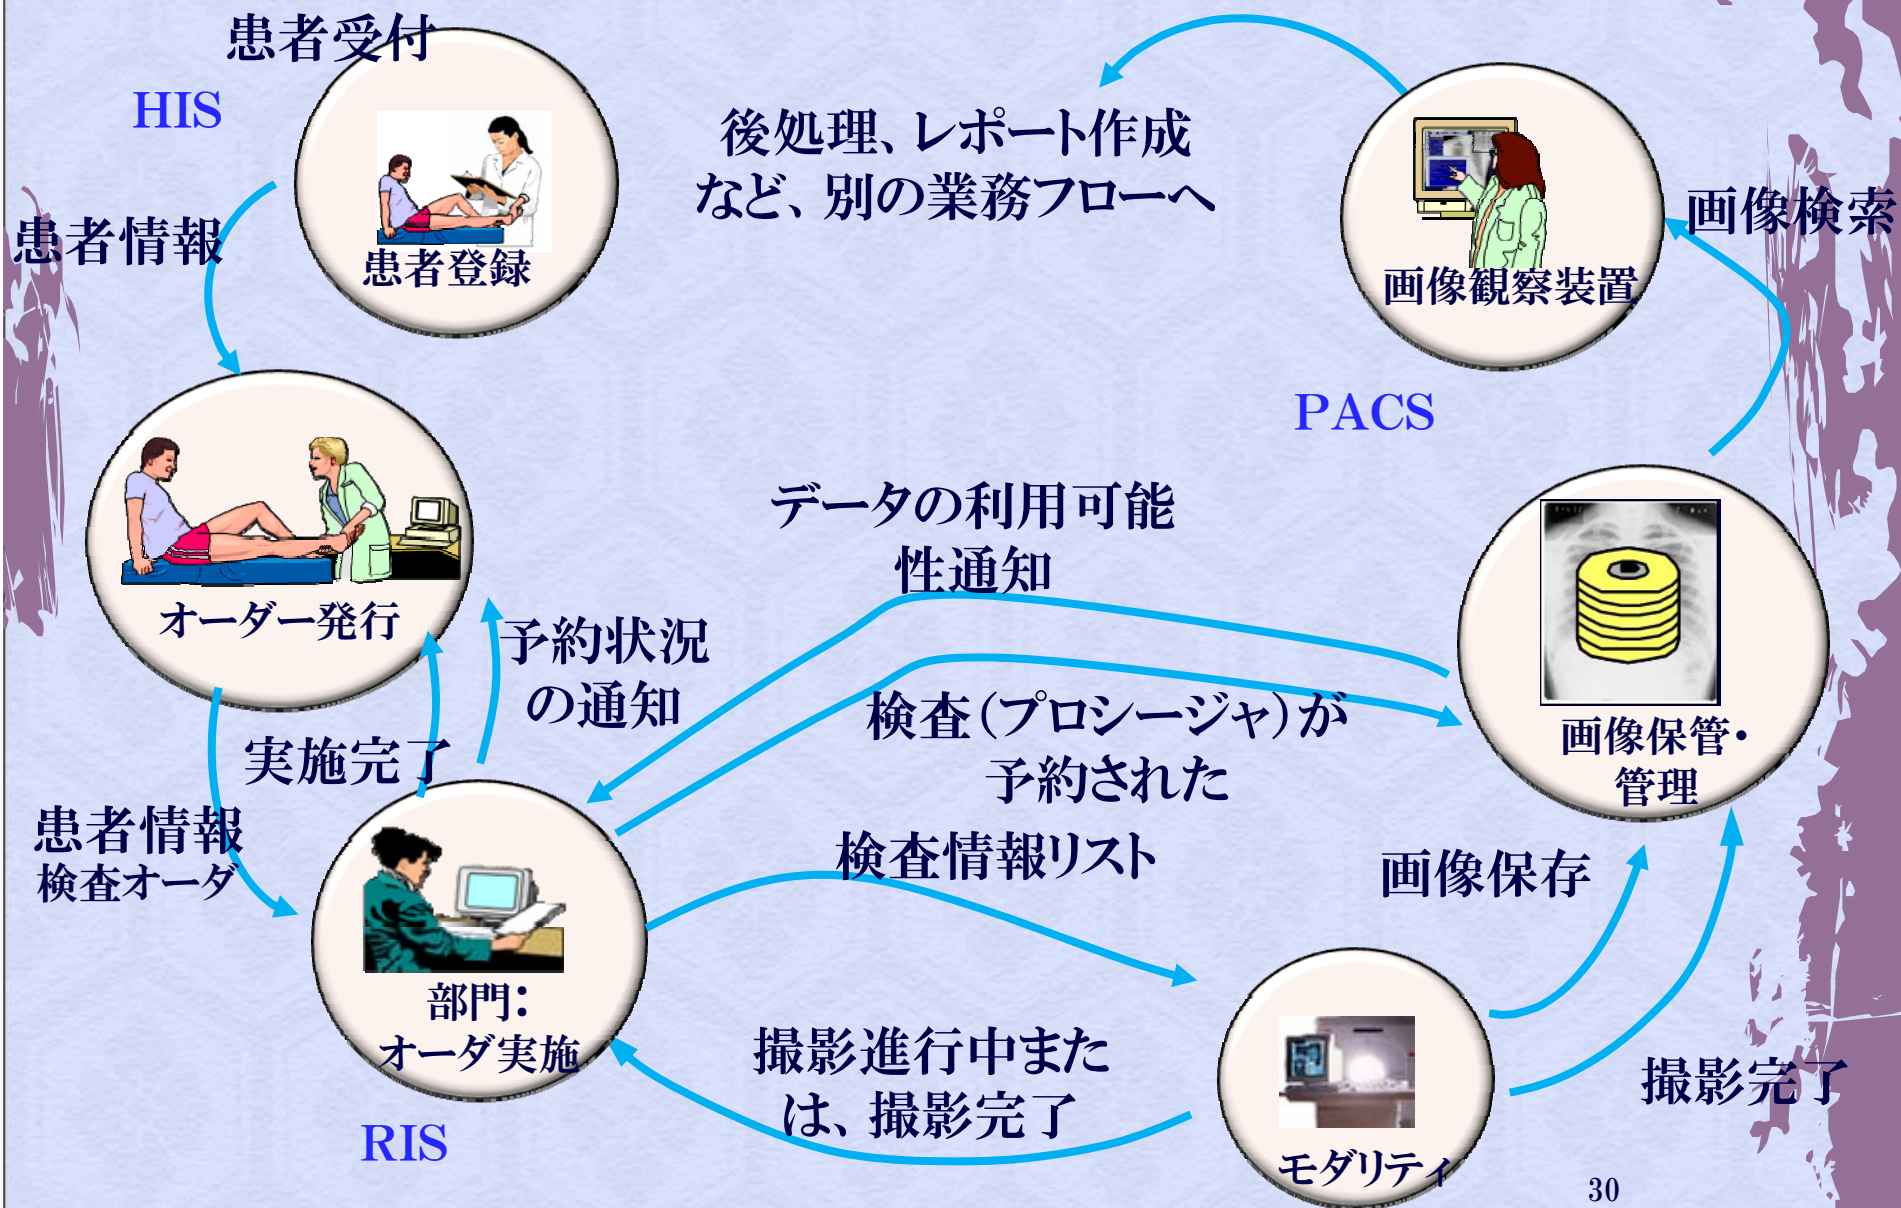 患者受付
HIS
患者登録
患者情報
オーダー発行
予約状況
の通知
実施完了
患者情報
検査オーダ
部門：
オーダ実施
RIS
後処理、レポート作成
など、別の業務フローへ
画像検索
画像観察装置
PACS
データの利用可能
性通知
検査（プロシージャ）が
予約された
検査情報リスト
画像保管・
管理
画像保存
撮影完了
撮影進行中また
は、撮影完了
モダリティ
30